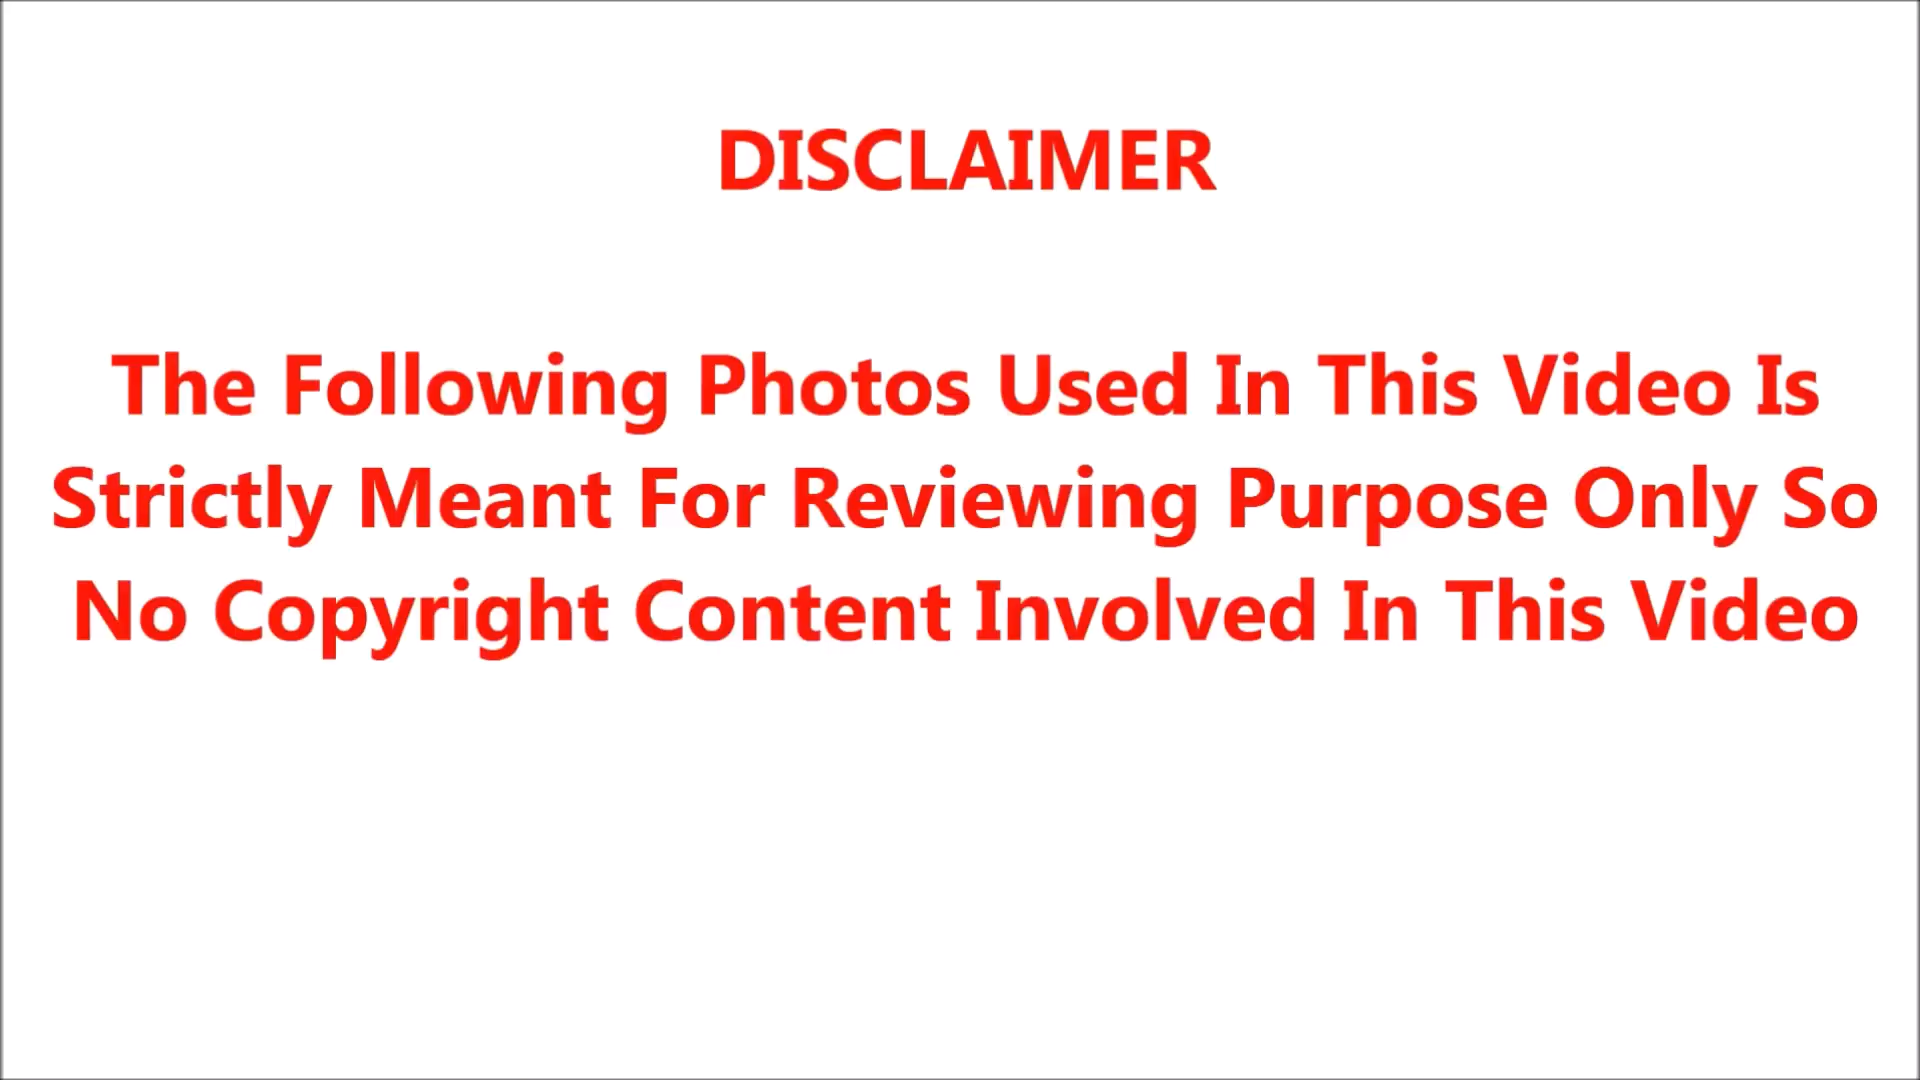 DISCLAIMER
The Following Photos Used In This Video Is
Strictly Meant For Reviewing Purpose Only So
No Copyright Content Involved In This Video